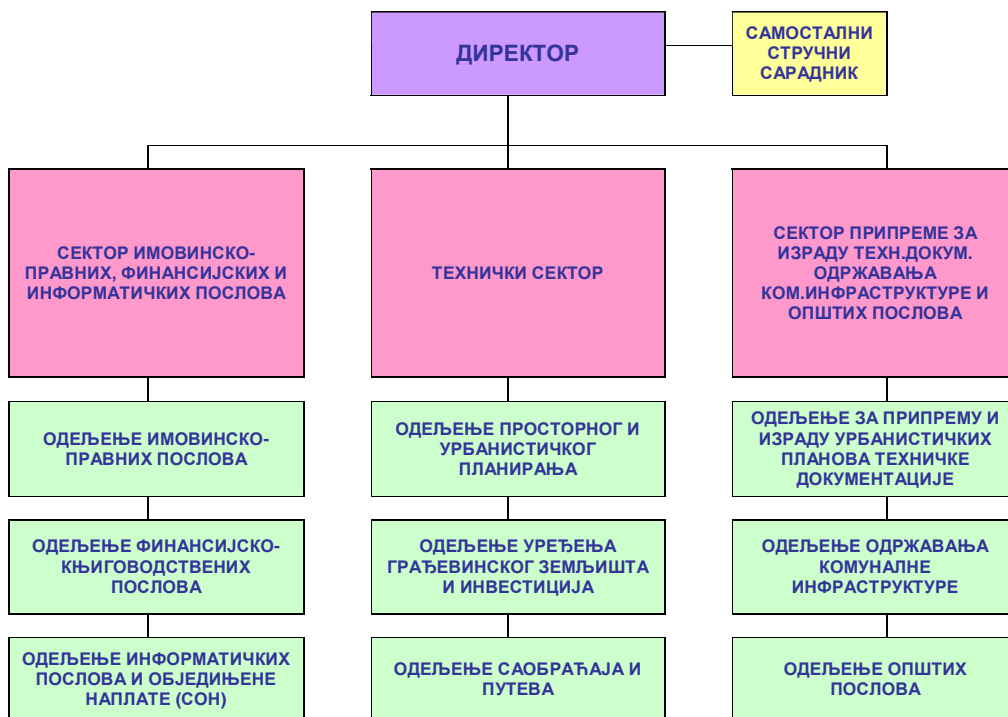 ДИРЕКТОР
САМОСТАЛНИ
СТРУЧНИ
САРАДНИК
СЕКТОР ИМОВИНСКО-
ПРАВНИХ, ФИНАНСИЈСКИХ И
ИНФОРМАТИЧКИХ ПОСЛОВА
ТЕХНИЧКИ СЕКТОР
СЕКТОР ПРИПРЕМЕ ЗА
ИЗРАДУ ТЕХН.ДОКУМ.
ОДРЖАВАЊА
КОМ.ИНФРАСТРУКТУРЕ И
ОПШТИХ ПОСЛОВА
ОДЕЉЕЊЕ ИМОВИНСКО-
ПРАВНИХ ПОСЛОВА
ОДЕЉЕЊЕ ПРОСТОРНОГ И
УРБАНИСТИЧКОГ
ПЛАНИРАЊА
ОДЕЉЕЊЕ ЗА ПРИПРЕМУ И
ИЗРАДУ УРБАНИСТИЧКИХ
ПЛАНОВА ТЕХНИЧКЕ
ДОКУМЕНТАЦИЈЕ
ОДЕЉЕЊЕ ФИНАНСИЈСКО-
КЊИГОВОДСТВЕНИХ
ПОСЛОВА
ОДЕЉЕЊЕ УРЕЂЕЊА
ГРАЂЕВИНСКОГ ЗЕМЉИШТА
И ИНВЕСТИЦИЈА
ОДЕЉЕЊЕ ОДРЖАВАЊА
КОМУНАЛНЕ
ИНФРАСТРУКТУРЕ
ОДЕЉЕЊЕ ИНФОРМАТИЧКИХ
ПОСЛОВА И ОБЈЕДИЊЕНЕ
НАПЛАТЕ (СОН)
ОДЕЉЕЊЕ САОБРАЋАЈА И
ПУТЕВА
ОДЕЉЕЊЕ ОПШТИХ
ПОСЛОВА